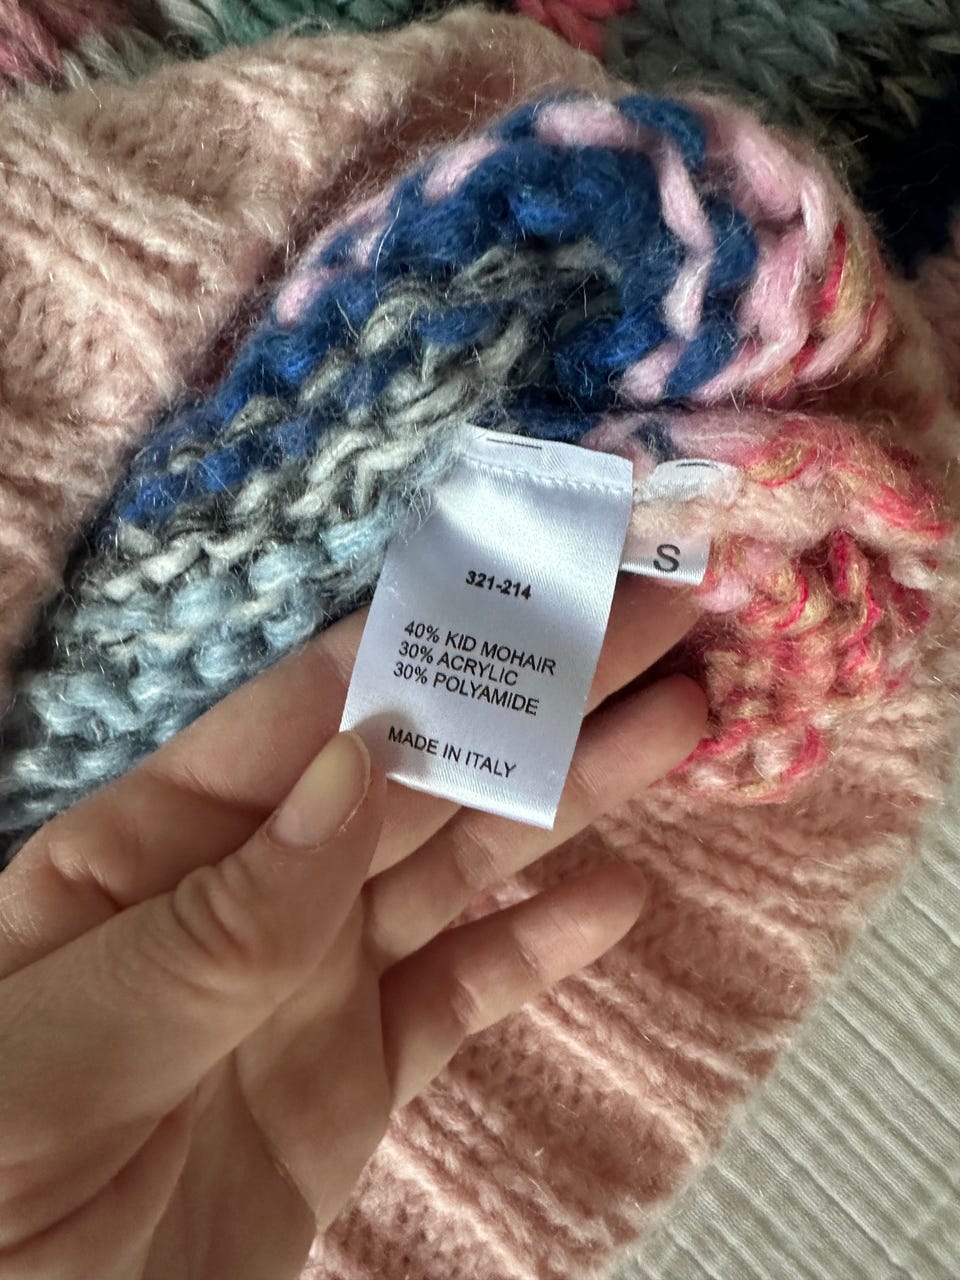 321-214
40% KID MOHAIR
30% ACRYLIC
30% POLYAMIDE
MADE IN ITALY
S